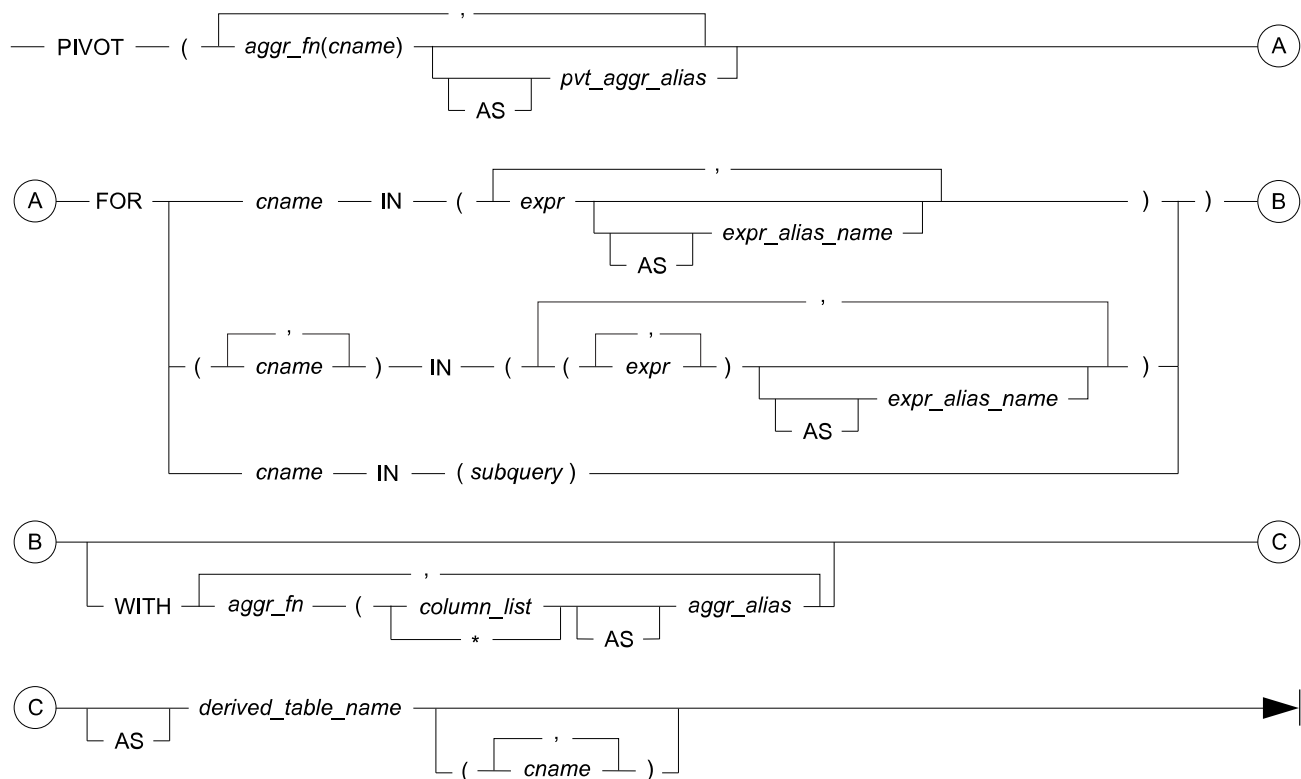 ,
PIVOT ( aggr_fn(cname) A
pvt_aggr_alias
AS
,
A FOR cname IN ( expr ) ) B
expr_alias_name
AS
,
, ,
( cname ) IN ( ( expr ) )
expr_alias_name
AS
cname IN ( subquery )
B C
,
WITH aggr_fn ( column_list aggr_alias
* AS
C derived_table_name
AS ,
( cname )